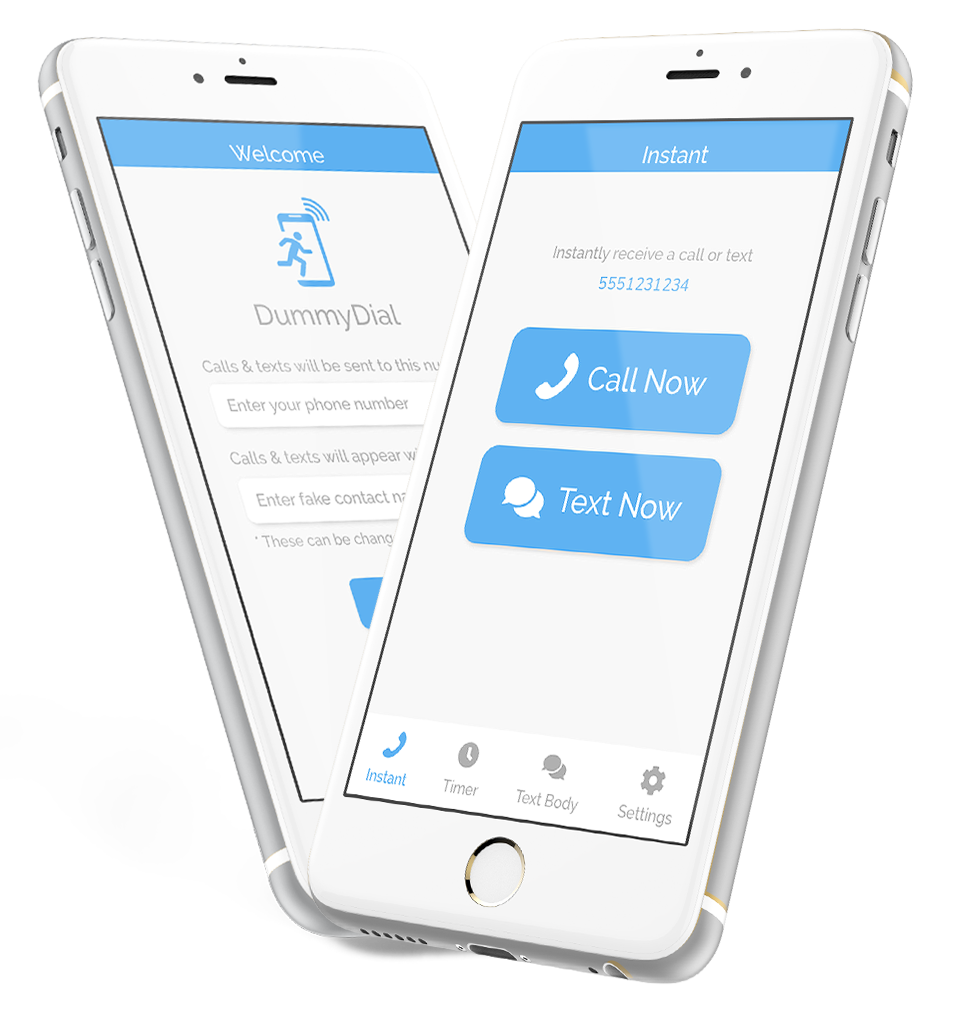 Welcome
DummyDial
Calls & texts will be sent to this nu
Enter your phone number
Calls & texts will appear w
Enter fake contact na
* These can be chang
Instant
Instantly receive a call or text
5551231234
Call Now
Text Now
Instant
Timer
Text Body
Settings